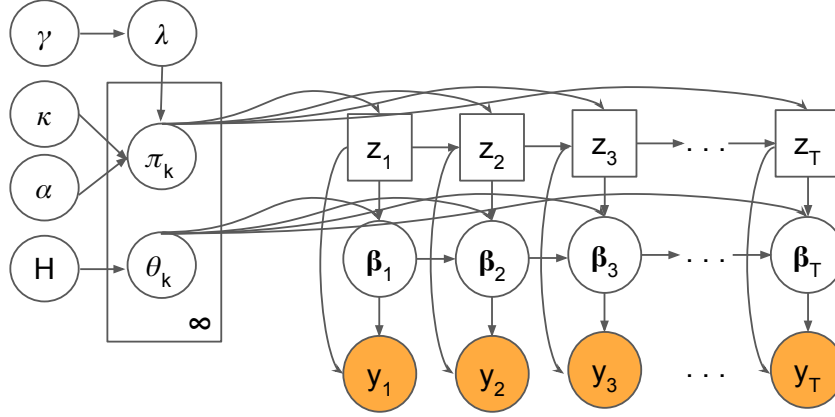 γ λ
κ
π_k
α
H θ_k
∞
z_1 z_2 z_3 . . . z_T
β_1 β_2 β_3 . . . β_T
y_1 y_2 y_3 . . . y_T